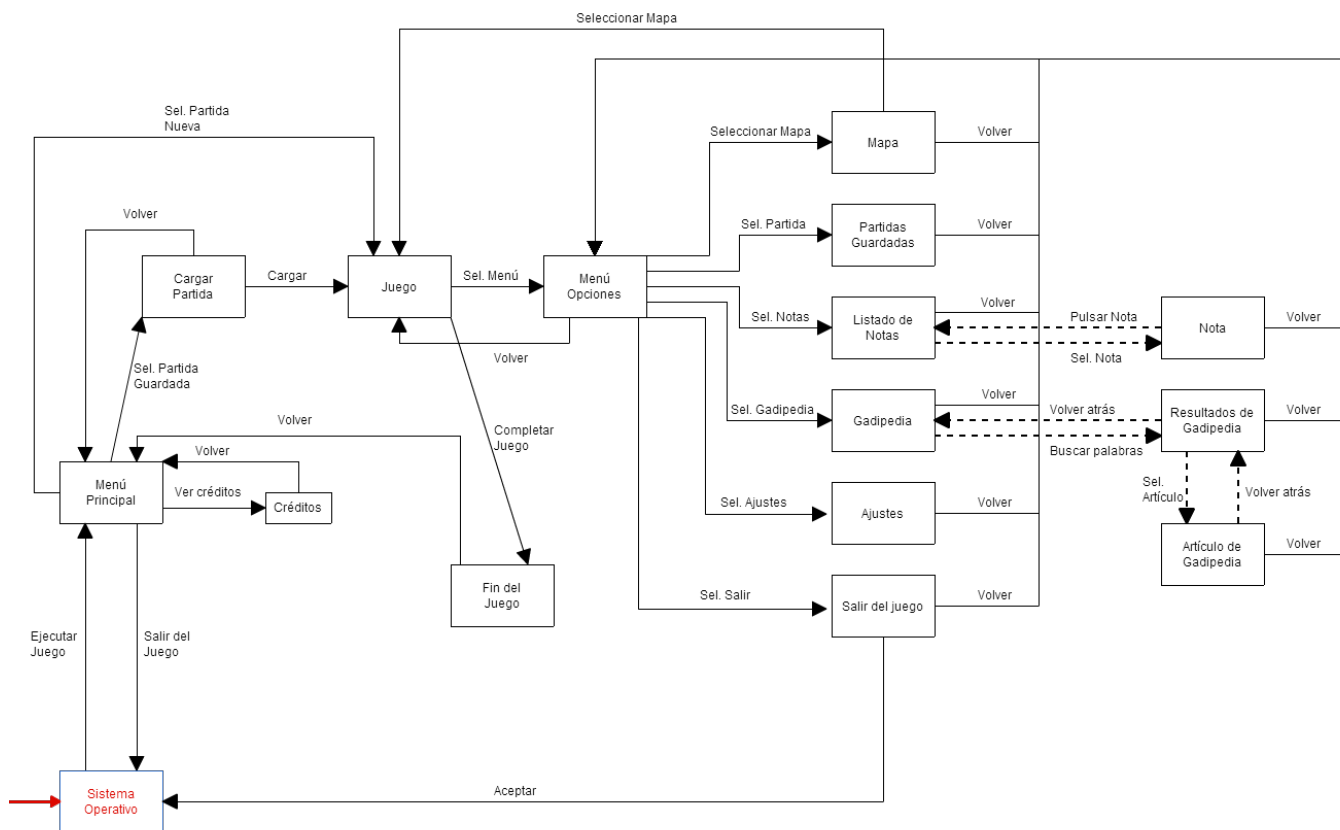 Seleccionar Mapa
Sel. Partida
Nueva
Seleccionar Mapa
Mapa
Volver
Volver
Sel. Partida
Partidas
Guardadas
Volver
Cargar
Partida
Cargar
Juego
Sel. Menú
Menú
Opciones
Sel. Notas
Listado de
Notas
Volver
Pulsar Nota
Sel. Nota
Nota
Volver
Volver
Sel. Partida
Guardada
Sel. Gadipedia
Gadipedia
Volver
Volver atrás
Buscar palabras
Resultados de
Gadipedia
Volver
Volver
Completar
Juego
Menú
Principal
Volver
Ver créditos
Créditos
Sel. Ajustes
Ajustes
Volver
Sel.
Artículo
Volver atrás
Artículo de
Gadipedia
Volver
Fin del
Juego
Sel. Salir
Salir del juego
Volver
Ejecutar
Juego
Salir del
Juego
Sistema
Operativo
Aceptar